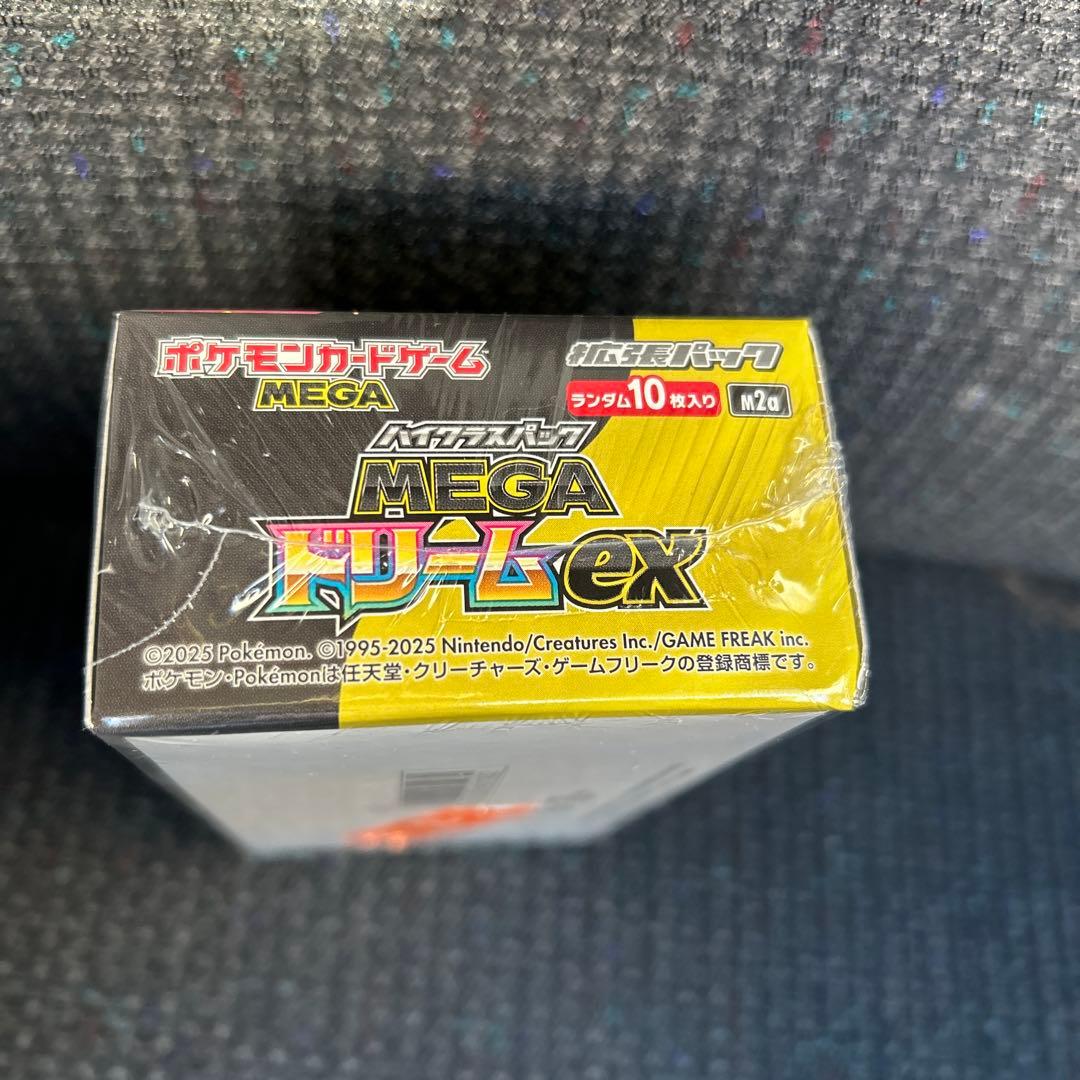 ポケモンカードゲーム
MEGA
拡張パック
ランダム10枚入り
M2a
ハイクラスパック
MEGA
ドリームex
©2025 Pokémon. ©1995-2025 Nintendo/Creatures Inc./GAME FREAK inc.
ポケモン・Pokémonは任天堂・クリーチャーズ・ゲームフリークの登録商標です。